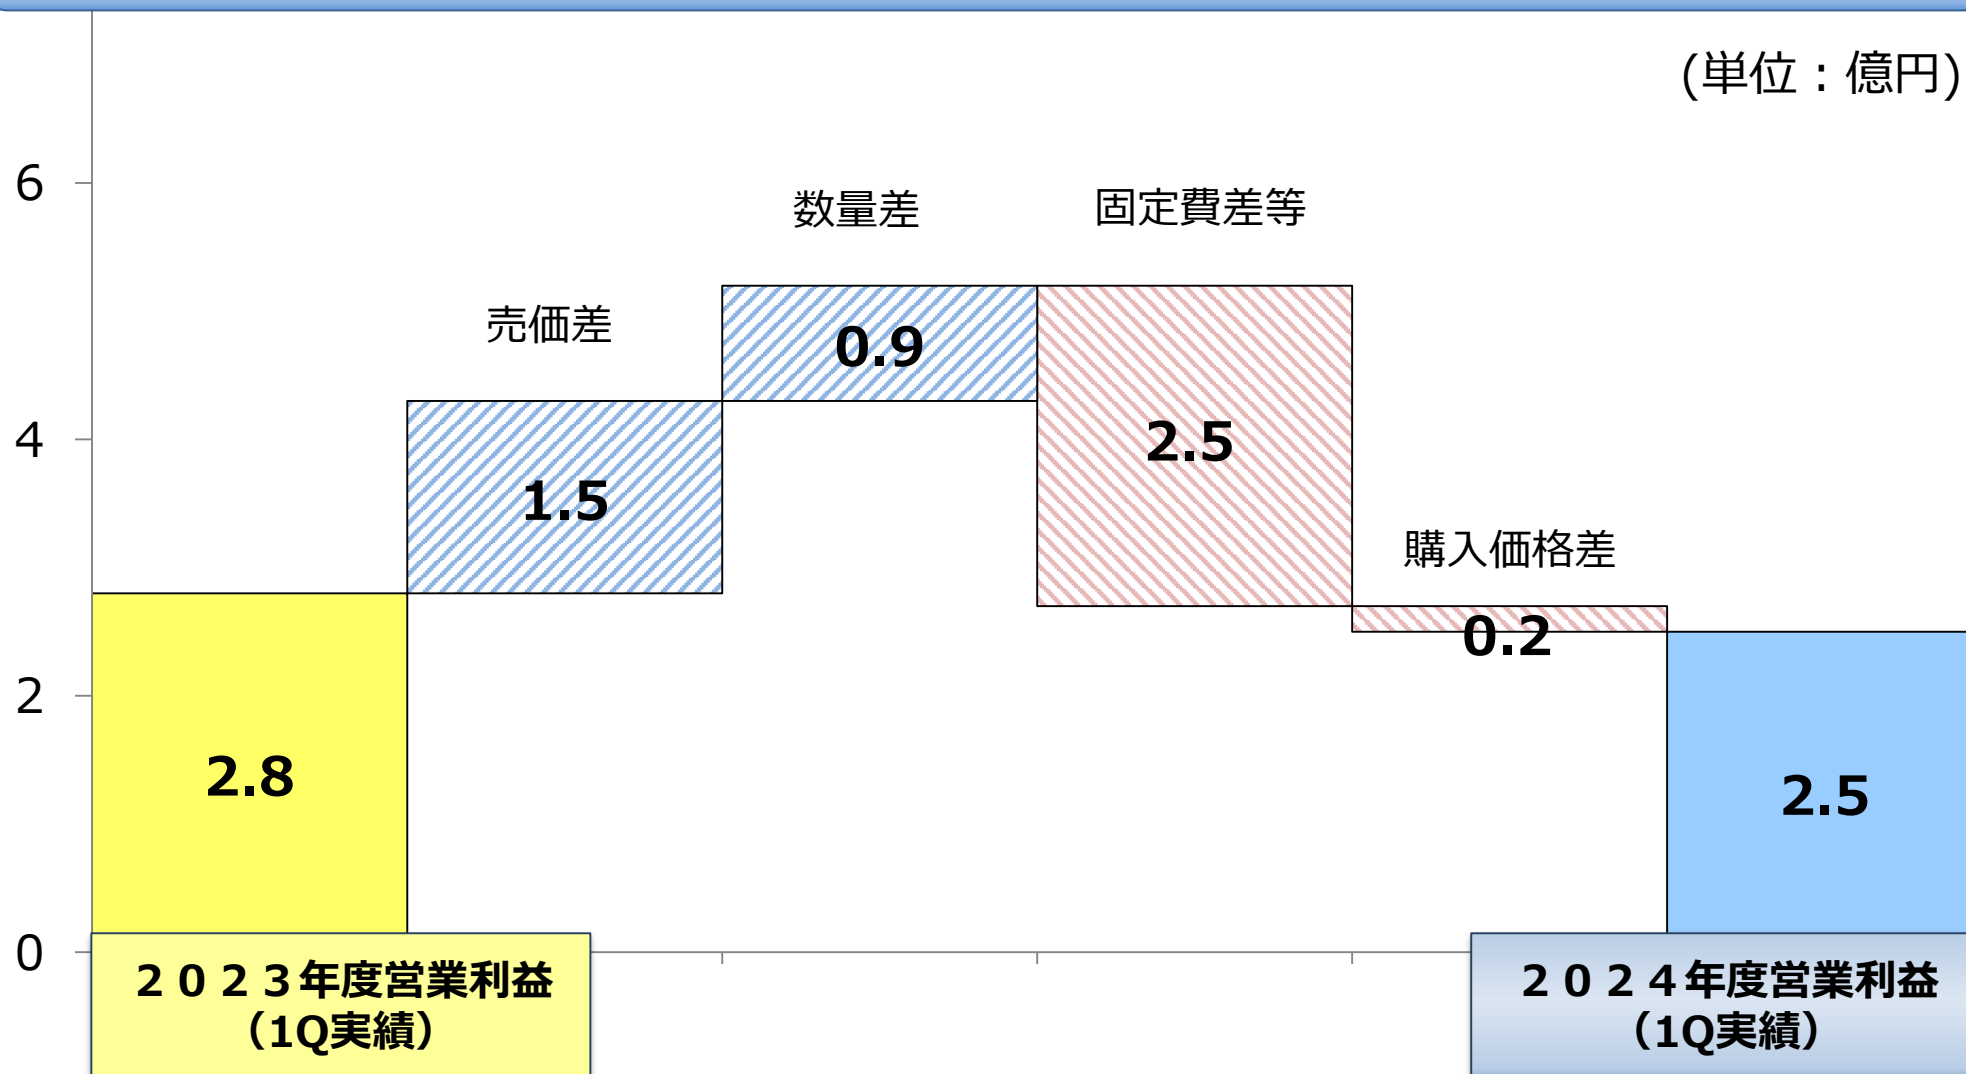 (単位：億円)
6
数量差
固定費差等
売価差
0.9
4
2.5
1.5
購入価格差
0.2
2
2.8
2.5
0
２０２３年度営業利益
（1Q実績）
２０２４年度営業利益
（1Q実績）